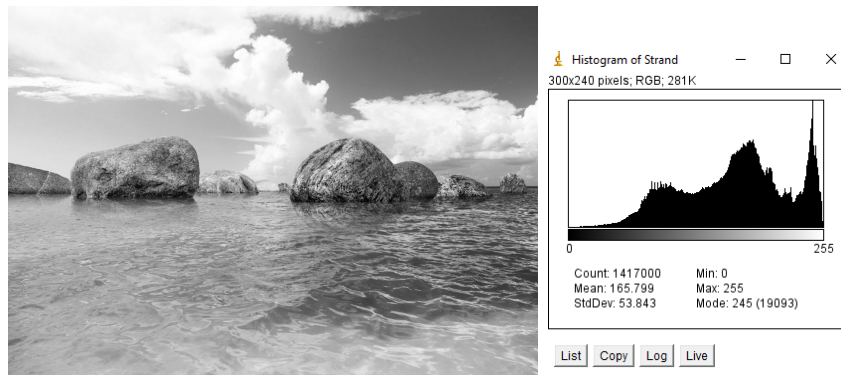 Histogram of Strand
300x240 pixels; RGB; 281K
0 255
Count: 1417000 Min: 0
Mean: 165.799 Max: 255
StdDev: 53.843 Mode: 245 (19093)
List Copy Log Live